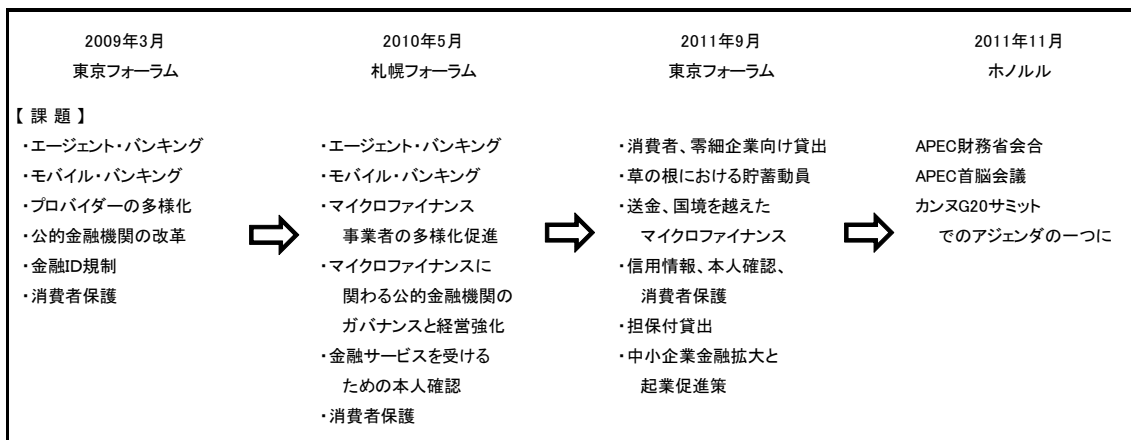 2009年3月
東京フォーラム
【 課 題 】
・エージェント・バンキング
・モバイル・バンキング
・プロバイダーの多様化
・公的金融機関の改革
・金融ID規制
・消費者保護
2010年5月
札幌フォーラム
・エージェント・バンキング
・モバイル・バンキング
・マイクロファイナンス
事業者の多様化促進
・マイクロファイナンスに
関わる公的金融機関の
ガバナンスと経営強化
・金融サービスを受ける
ための本人確認
・消費者保護
2011年9月
東京フォーラム
・消費者、零細企業向け貸出
・草の根における貯蓄動員
・送金、国境を越えた
マイクロファイナンス
・信用情報、本人確認、
消費者保護
・担保付貸出
・中小企業金融拡大と
起業促進策
2011年11月
ホノルル
APEC財務省会合
APEC首脳会議
カンヌG20サミット
でのアジェンダの一つに